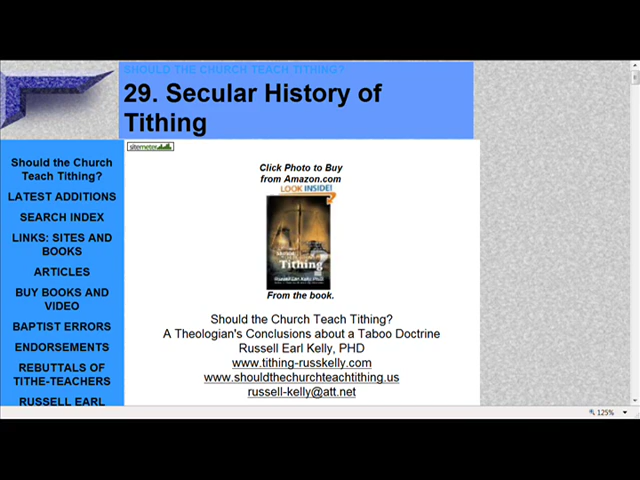 SHOULD THE CHURCH TEACH TITHING?
29. Secular History of
Tithing
sitemeter
Should the Church
Teach Tithing?
LATEST ADDITIONS
SEARCH INDEX
LINKS: SITES AND
BOOKS
ARTICLES
BUY BOOKS AND
VIDEO
BAPTIST ERRORS
ENDORSEMENTS
REBUTTALS OF
TITHE-TEACHERS
RUSSELL EARL
Click Photo to Buy
from Amazon.com
LOOK INSIDE!
Tithing
Russell Earl Kelly, PhD
From the book.
Should the Church Teach Tithing?
A Theologian's Conclusions about a Taboo Doctrine
Russell Earl Kelly, PHD
www.tithing-russkelly.com
www.shouldthechurchteachtithing.us
russell-kelly@att.net
125%